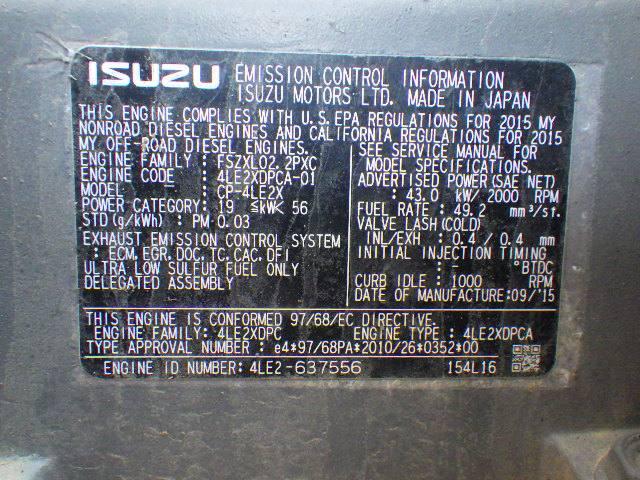 ISUZU EMISSION CONTROL INFORMATION
ISUZU MOTORS LTD. MADE IN JAPAN
THIS ENGINE COMPLIES WITH U.S.EPA REGULATIONS FOR 2015 MY
NONROAD DIESEL ENGINES AND CALIFORNIA REGULATIONS FOR 2015
MY OFF-ROAD DIESEL ENGINES.
ENGINE FAMILY : FSZXL02.2PXC
ENGINE CODE : 4LE2XDPCA-01
MODEL : CP-4LE2X
POWER CATEGORY: 19 ≦kW< 56
STD (g/kWh) : PM 0.03
EXHAUST EMISSION CONTROL SYSTEM
: ECM, EGR, DOC, TC, CAC, DFI
ULTRA LOW SULFUR FUEL ONLY
DELEGATED ASSEMBLY
SEE SERVICE MANUAL FOR
MODEL SPECIFICATIONS.
ADVERTISED POWER(SAE NET)
: 43.0 kW/ 2000 RPM
FUEL RATE : 49.2 mm³/st.
VALVE LASH(COLD)
INL/EXH : 0.4 / 0.4 mm
INITIAL INJECTION TIMING
: - °BTDC
CURB IDLE : 1000 RPM
DATE OF MANUFACTURE:09/'15
THIS ENGINE IS CONFORMED 97/68/EC DIRECTIVE.
ENGINE FAMILY: 4LE2XDPC ENGINE TYPE : 4LE2XDPCA
TYPE APPROVAL NUMBER : e4*97/68PA*2010/26*0352*00
ENGINE ID NUMBER: 4LE2-637556 154L16